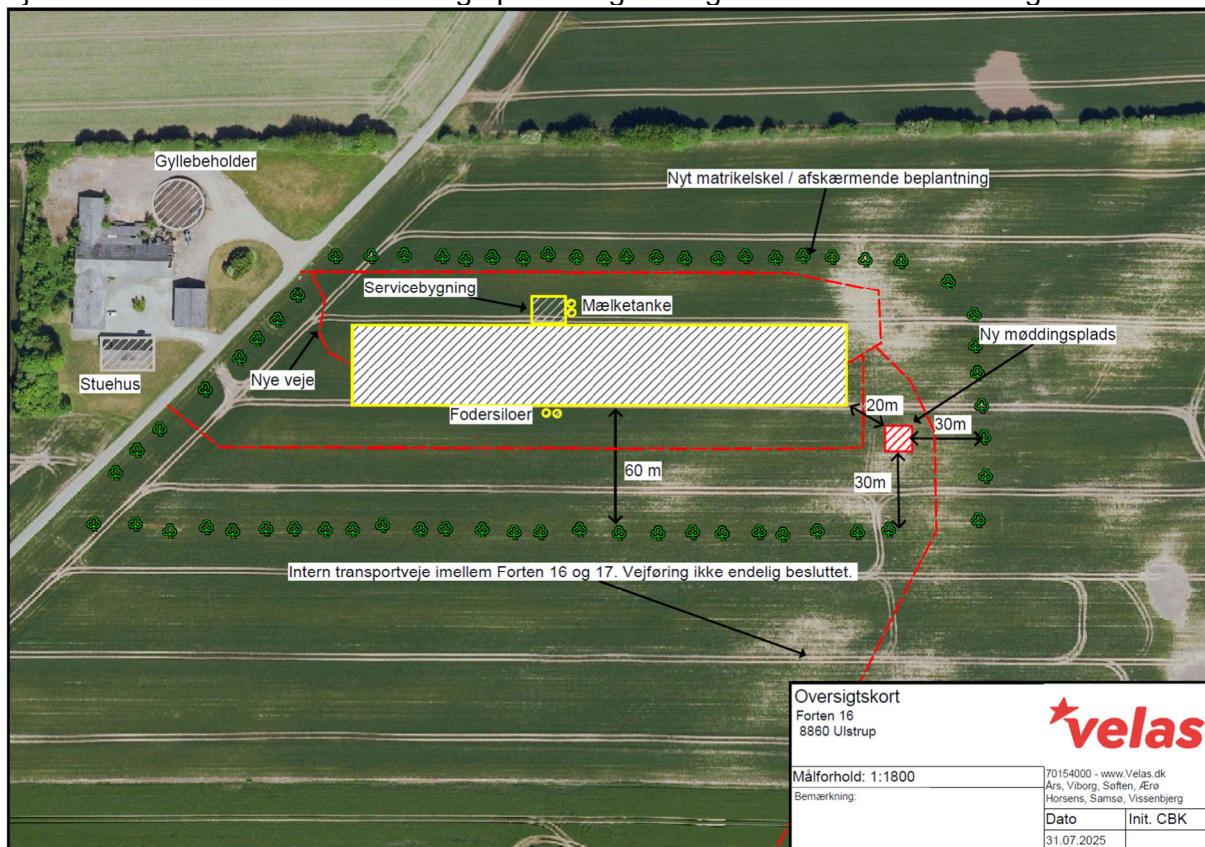 Gyllebeholder
Nyt matrikelskel / afskærmende beplantning
Servicebygning
Mælketanke
Ny møddingsplads
Stuehus
Nye veje
Fodersiloer
20m
30m
60 m
30m
Intern transportveje imellem Forten 16 og 17. Vejføring ikke endelig besluttet.
Oversigtskort
Forten 16
8860 Ulstrup
velas
Målforhold: 1:1800
Bemærkning:
70154000 - www.Velas.dk
Års, Viborg, Søften, Ærø
Horsens, Samsø, Vissenbjerg
Dato
Init. CBK
31.07.2025